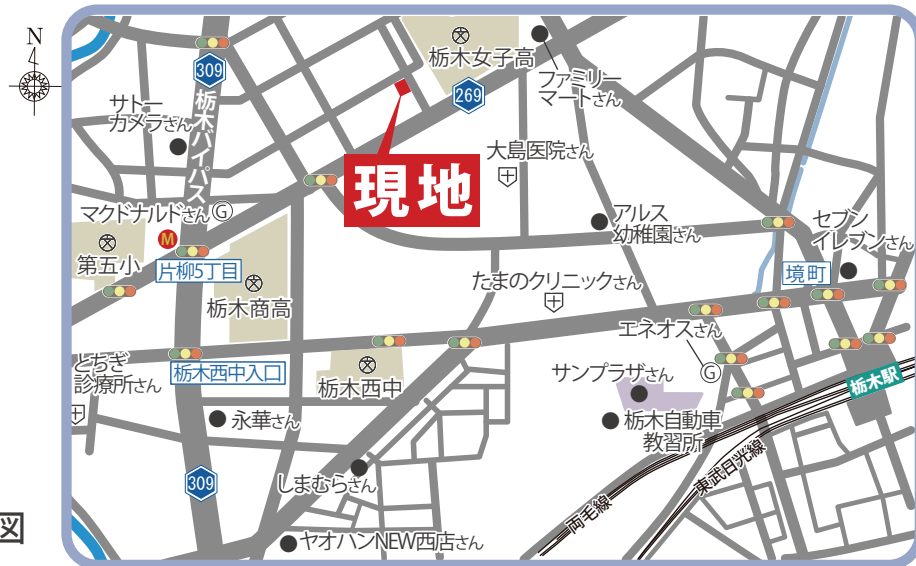 N
309
栃木バイパス
栃木女子高
ファミリー
マートさん
269
サトー
カメラさん
大島医院さん
現地
マクドナルドさん
G
M
アルス
幼稚園さん
セブン
イレブンさん
第五小
片柳5丁目
境町
栃木商高
たまのクリニックさん
エネオスさん
G
とちぎ
診療所さん
栃木西中入口
栃木西中
サンプラザさん
栃木駅
永華さん
栃木自動車
教習所
309
しまむらさん
両毛線
東武日光線
図
ヤオハンNEW西店さん